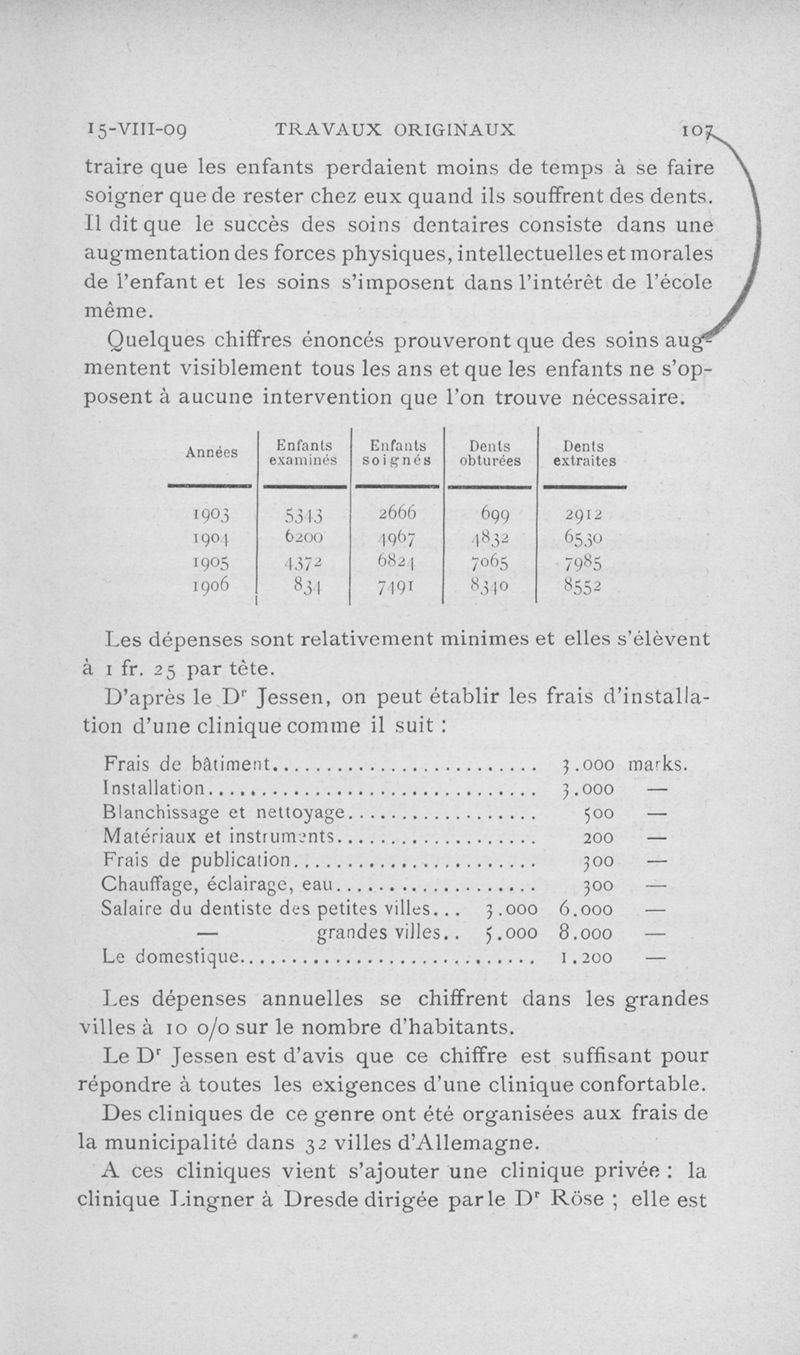 15-VIII-09 TRAVAUX ORIGINAUX 107
traire que les enfants perdaient moins de temps à se faire
soigner que de rester chez eux quand ils souffrent des dents.
Il dit que le succès des soins dentaires consiste dans une
augmentation des forces physiques, intellectuelles et morales
de l'enfant et les soins s'imposent dans l'intérêt de l'école
même.
Quelques chiffres énoncés prouveront que des soins aug-
mentent visiblement tous les ans et que les enfants ne s'op-
posent à aucune intervention que l'on trouve nécessaire.
Années Enfants examinés Enfants soignés Dents obturées Dents extraites
1903 5343 2666 699 2912
1904 6200 4967 4832 6530
1905 4372 6824 7065 7985
1906 834 7491 8340 8552
Les dépenses sont relativement minimes et elles s'élèvent
à 1 fr. 25 par tête.
D'après le Dr Jessen, on peut établir les frais d'installa-
tion d'une clinique comme il suit :
Frais de bâtiment.......................... 3.000 marks.
Installation................................ 3.000 —
Blanchissage et nettoyage................... 500 —
Matériaux et instruments.................... 200 —
Frais de publication........................ 300 —
Chauffage, éclairage, eau.................... 300 —
Salaire du dentiste des petites villes... 3.000 6.000 —
— grandes villes.. 5.000 8.000 —
Le domestique............................. 1.200 —
Les dépenses annuelles se chiffrent dans les grandes
villes à 10 o/o sur le nombre d'habitants.
Le Dr Jessen est d'avis que ce chiffre est suffisant pour
répondre à toutes les exigences d'une clinique confortable.
Des cliniques de ce genre ont été organisées aux frais de
la municipalité dans 32 villes d'Allemagne.
A ces cliniques vient s'ajouter une clinique privée : la
clinique Lingner à Dresde dirigée par le Dr Röse ; elle est